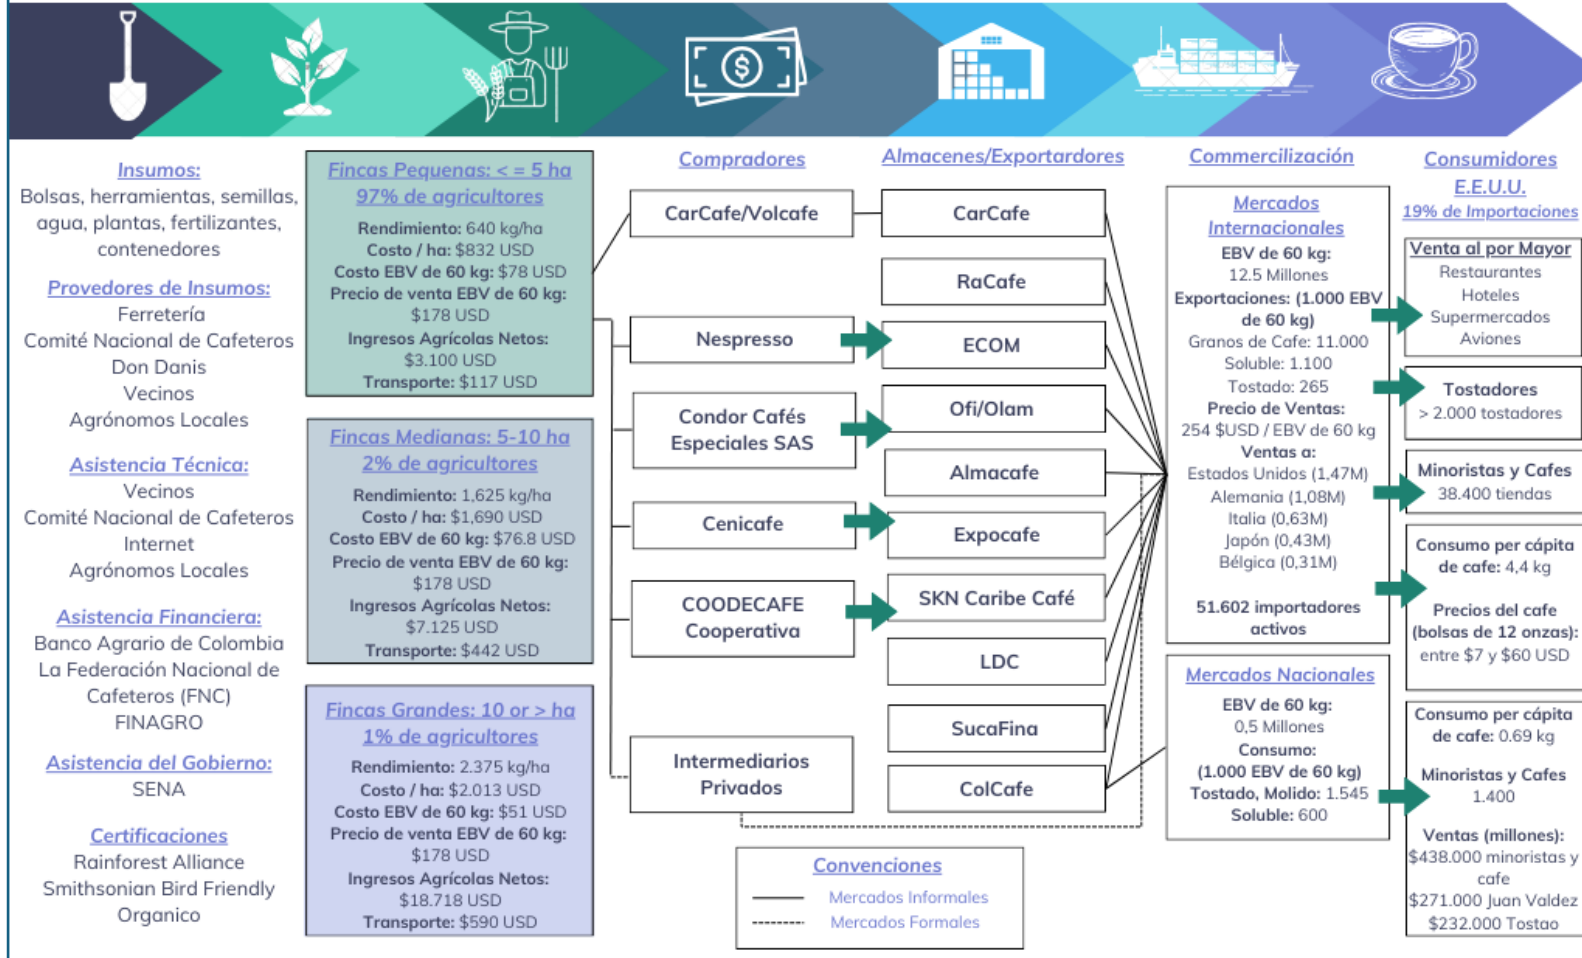 Insumos:
Bolsas, herramientas, semillas,
agua, plantas, fertilizantes,
contenedores
Provedores de Insumos:
Ferretería
Comité Nacional de Cafeteros
Don Danis
Vecinos
Agrónomos Locales
Asistencia Técnica:
Vecinos
Comité Nacional de Cafeteros
Internet
Agrónomos Locales
Asistencia Financiera:
Banco Agrario de Colombia
La Federación Nacional de
Cafeteros (FNC)
FINAGRO
Asistencia del Gobierno:
SENA
Certificaciones
Rainforest Alliance
Smithsonian Bird Friendly
Organico
Fincas Pequenas: < = 5 ha
97% de agricultores
Rendimiento: 640 kg/ha
Costo / ha: $832 USD
Costo EBV de 60 kg: $78 USD
Precio de venta EBV de 60 kg:
$178 USD
Ingresos Agrícolas Netos:
$3.100 USD
Transporte: $117 USD
Fincas Medianas: 5-10 ha
2% de agricultores
Rendimiento: 1,625 kg/ha
Costo / ha: $1,690 USD
Costo EBV de 60 kg: $76.8 USD
Precio de venta EBV de 60 kg:
$178 USD
Ingresos Agrícolas Netos:
$7.125 USD
Transporte: $442 USD
Fincas Grandes: 10 or > ha
1% de agricultores
Rendimiento: 2.375 kg/ha
Costo / ha: $2.013 USD
Costo EBV de 60 kg: $51 USD
Precio de venta EBV de 60 kg:
$178 USD
Ingresos Agrícolas Netos:
$18.718 USD
Transporte: $590 USD
Compradores
CarCafe/Volcafe
Nespresso
Condor Cafés
Especiales SAS
Cenicafe
COODECAFE
Cooperativa
Intermediarios
Privados
Almacenes/Exportardores
CarCafe
RaCafe
ECOM
Ofi/Olam
Almacafe
Expocafe
SKN Caribe Café
LDC
SucaFina
ColCafe
Convenciones
Mercados Informales
Mercados Formales
Commercilización
Mercados
Internacionales
EBV de 60 kg:
12.5 Millones
Exportaciones: (1.000 EBV
de 60 kg)
Granos de Cafe: 11.000
Soluble: 1.100
Tostado: 265
Precio de Ventas:
254 $USD / EBV de 60 kg
Ventas a:
Estados Unidos (1,47M)
Alemania (1,08M)
Italia (0,63M)
Japón (0,43M)
Bélgica (0,31M)
51.602 importadores
activos
Mercados Nacionales
EBV de 60 kg:
0,5 Millones
Consumo:
(1.000 EBV de 60 kg)
Tostado, Molido: 1.545
Soluble: 600
Consumidores
E.E.U.U.
19% de Importaciones
Venta al por Mayor
Restaurantes
Hoteles
Supermercados
Aviones
Tostadores
> 2.000 tostadores
Minoristas y Cafes
38.400 tiendas
Consumo per cápita
de cafe: 4,4 kg
Precios del cafe
(bolsas de 12 onzas):
entre $7 y $60 USD
Consumo per cápita
de cafe: 0.69 kg
Minoristas y Cafes
1.400
Ventas (millones):
$438.000 minoristas y
cafe
$271.000 Juan Valdez
$232.000 Tostao